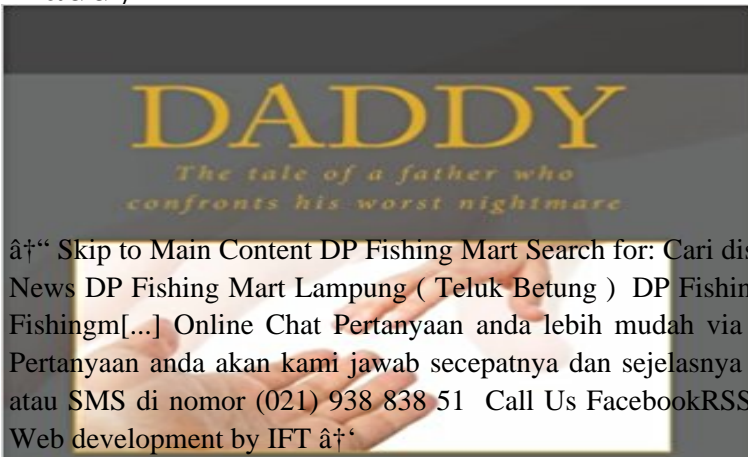 DADDY
The tale of a father who
confronts his worst nightmare
â†“ Skip to Main Content DP Fishing Mart Search for: Cari
News DP Fishing Mart Lampung ( Teluk Betung ) DP
Fishingm[...] Online Chat Pertanyaan anda lebih mudah via
Pertanyaan anda akan kami jawab secepatnya dan sejelasnya
atau SMS di nomor (021) 938 838 51 Call Us FacebookRSS
Web development by IFT â†‘